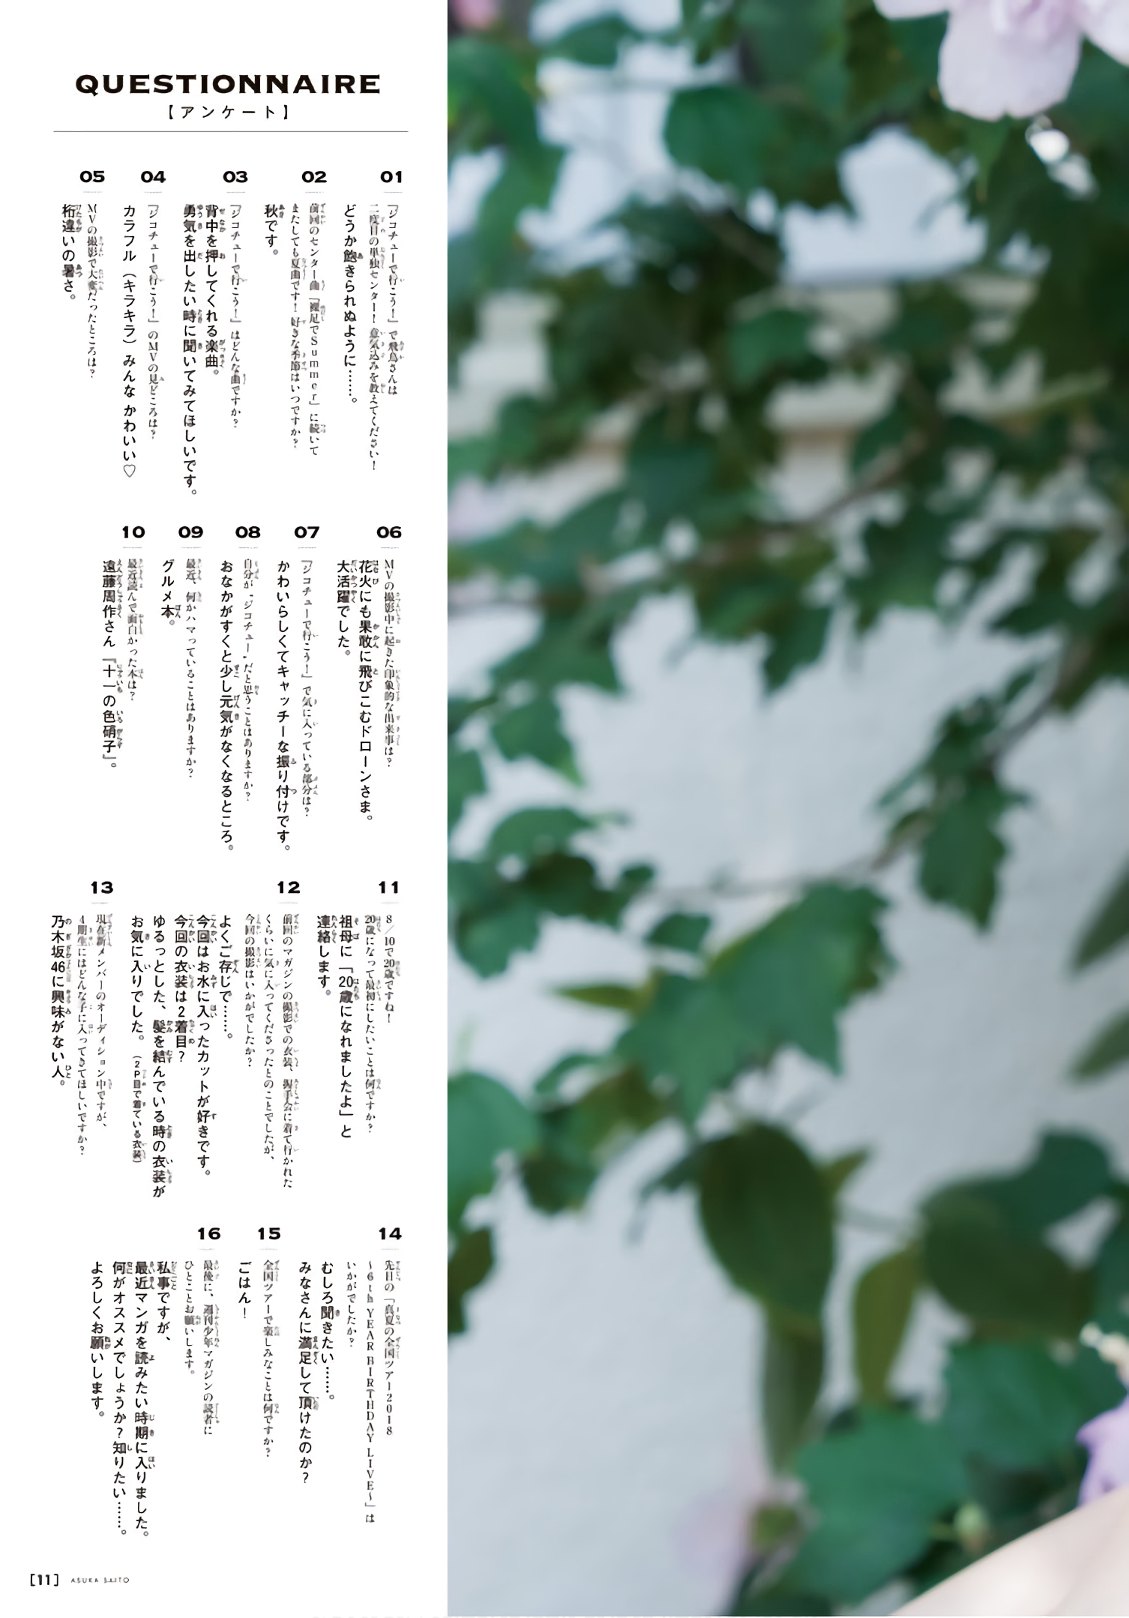 QUESTIONNAIRE
【アンケート】
01
『ジコチューで行こう!』で飛鳥さんは
二度目の単独センター! 意気込みを教えてください!
どうか飽きられぬように……。
02
前回のセンター曲『裸足でSummer』に続いて
またしても夏曲です! 好きな季節はいつですか?
秋です。
03
『ジコチューで行こう!』はどんな曲ですか?
背中を押してくれる楽曲。
勇気を出したい時に聞いてみてほしいです。
04
『ジコチューで行こう!』のMVの見どころは?
カラフル(キラキラ)みんな かわいい♡
05
MVの撮影で大変だったところは?
桁違いの暑さ。
06
MVの撮影中に起きた印象的な出来事は?
花火にも果敢に飛びこむドローンさま。
大活躍でした。
07
『ジコチューで行こう!』で気に入っている部分は?
かわいらしくてキャッチーな振り付けです。
08
自分が“ジコチュー”だと思うことはありますか?
おなかがすくと少し元気がなくなるところ。
09
最近、何かハマっていることはありますか?
グルメ本。
10
最近読んで面白かった本は?
遠藤周作さん『十一の色硝子』。
11
8/10で20歳ですね!
20歳になって最初にしたいことは何ですか?
祖母に「20歳になれましたよ」と
連絡します。
12
前回のマガジンの撮影での衣装、握手会に着て行かれた
くらいに気に入ってくださったとのことでしたが、
今回の撮影はいかがでしたか?
よくご存じで……。
今回はお水に入ったカットが好きです。
今回の衣装は2着目?
ゆるっとした、髪を結んでいる時の衣装が
お気に入りでした。(2P目で着ている衣装)
13
現在新メンバーのオーディション中ですが、
4期生にはどんな子に入ってきてほしいですか?
乃木坂46に興味がない人。
14
先日の「真夏の全国ツアー2018
〜6th YEAR BIRTHDAY LIVE〜」は
いかがでしたか?
むしろ聞きたい……。
みなさんに満足して頂けたのか?
15
全国ツアーで楽しみなことは何ですか?
ごはん!
16
最後に、週刊少年マガジンの読者に
ひとことお願いします。
私事ですが、
最近マンガを読みたい時期に入りました。
何がオススメでしょうか?知りたい……。
よろしくお願いします。
[11] ASUKA SAITO